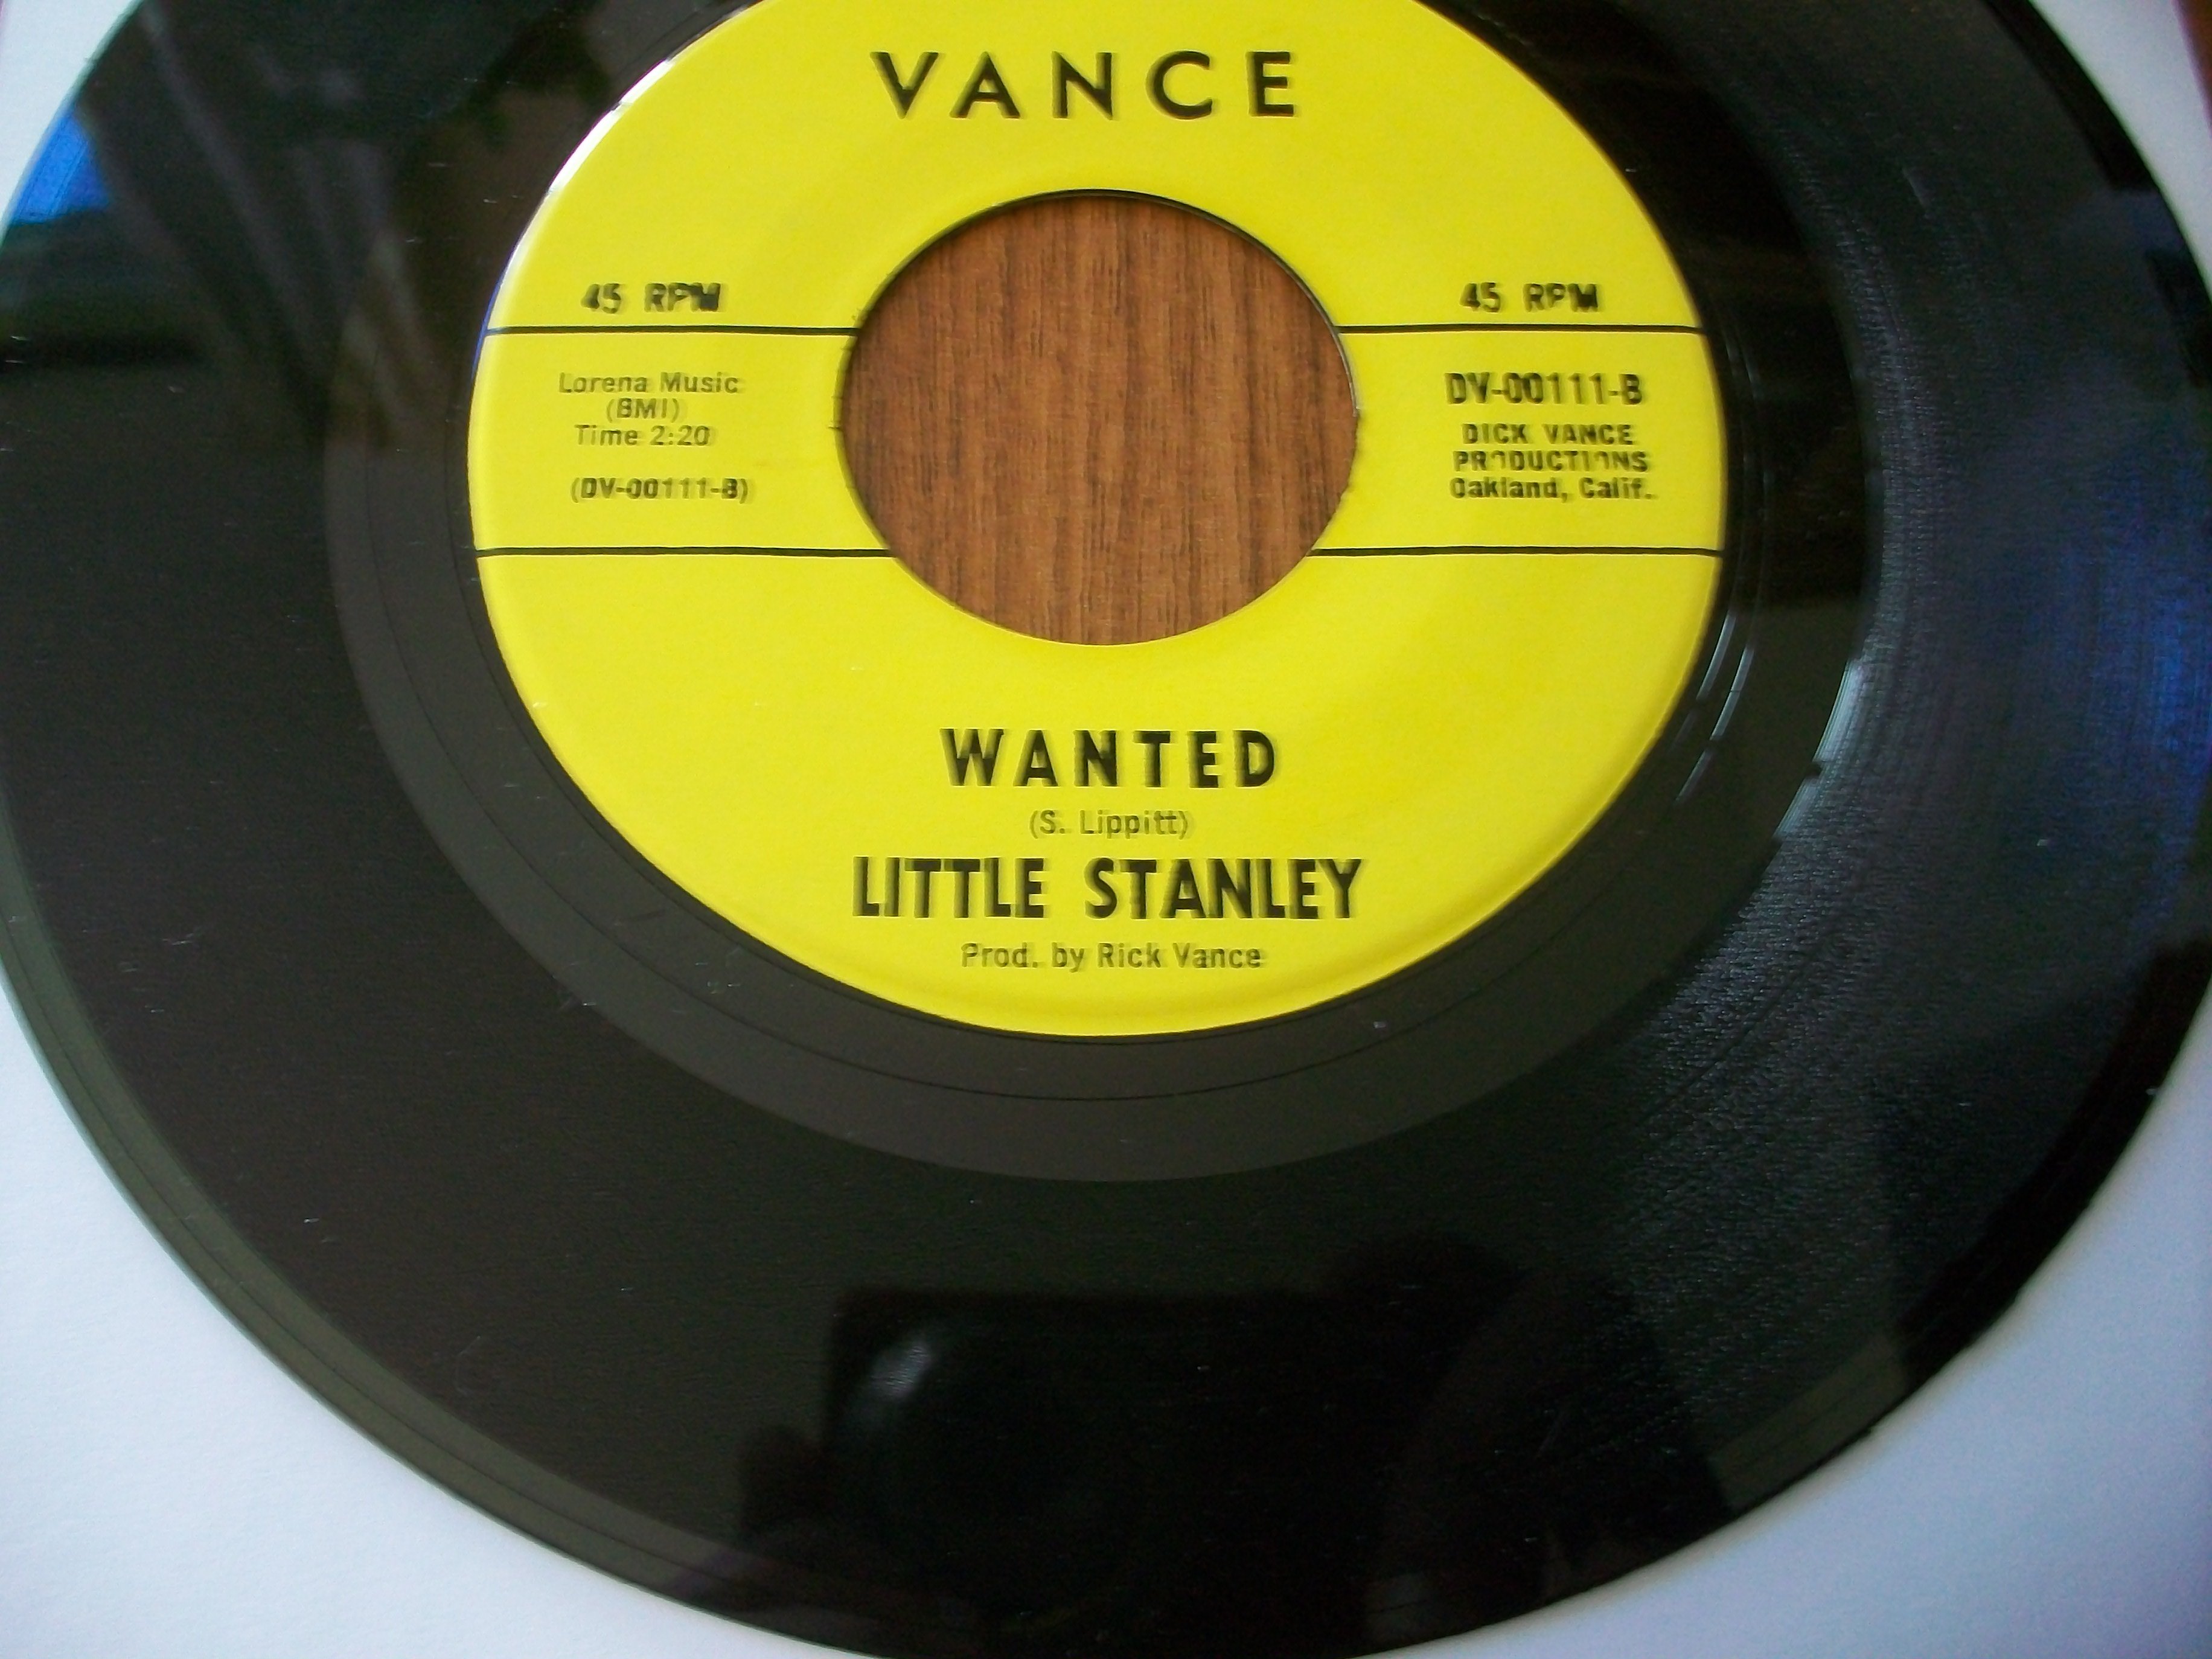 VANCE
45 RPM
45 RPM
Lorena Music
(BMI)
Time 2:20
(DV-00111-B)
DV-00111-B
DICK VANCE
PRODUCTIONS
Oakland, Calif.
WANTED
(S. Lippitt)
LITTLE STANLEY
Prod. by Rick Vance